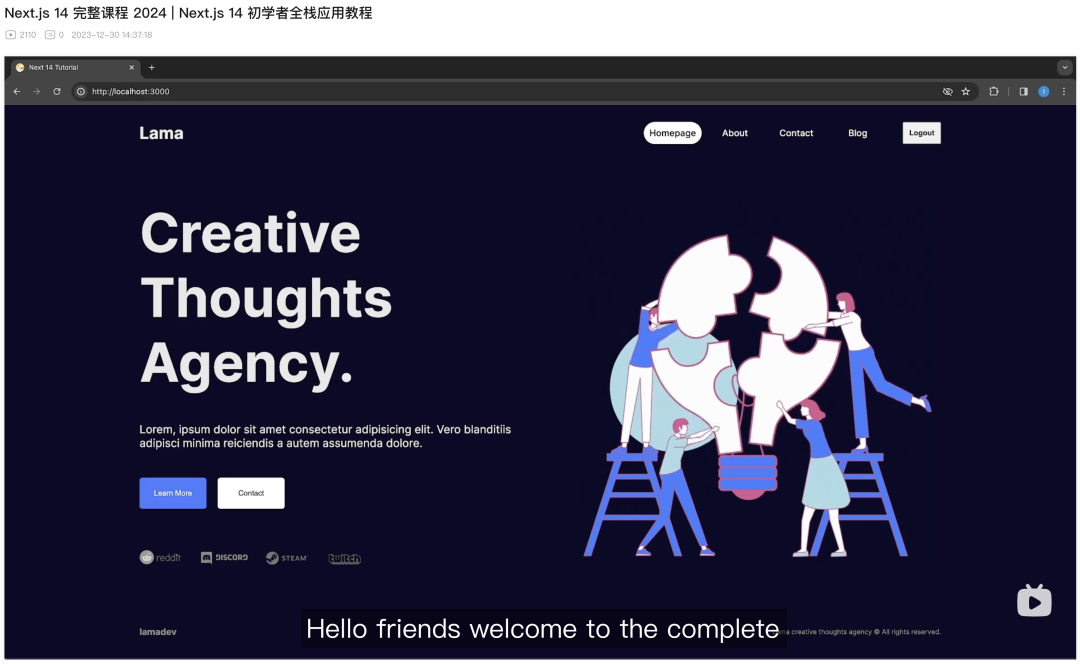 Next.js 14 完整课程 2024 | Next.js 14 初学者全栈应用教程
2110 0 2023-12-30 14:37:18
Next 14 Tutorial
http://localhost:3000
Lama
Homepage About Contact Blog Logout
Creative
Thoughts
Agency.
Lorem, ipsum dolor sit amet consectetur adipisicing elit. Vero blanditiis
adipisci minima reiciendis a autem assumenda dolore.
Learn More Contact
reddit DISCORD STEAM twitch
Hello friends welcome to the complete
lamadev creative thoughts agency © All rights reserved.